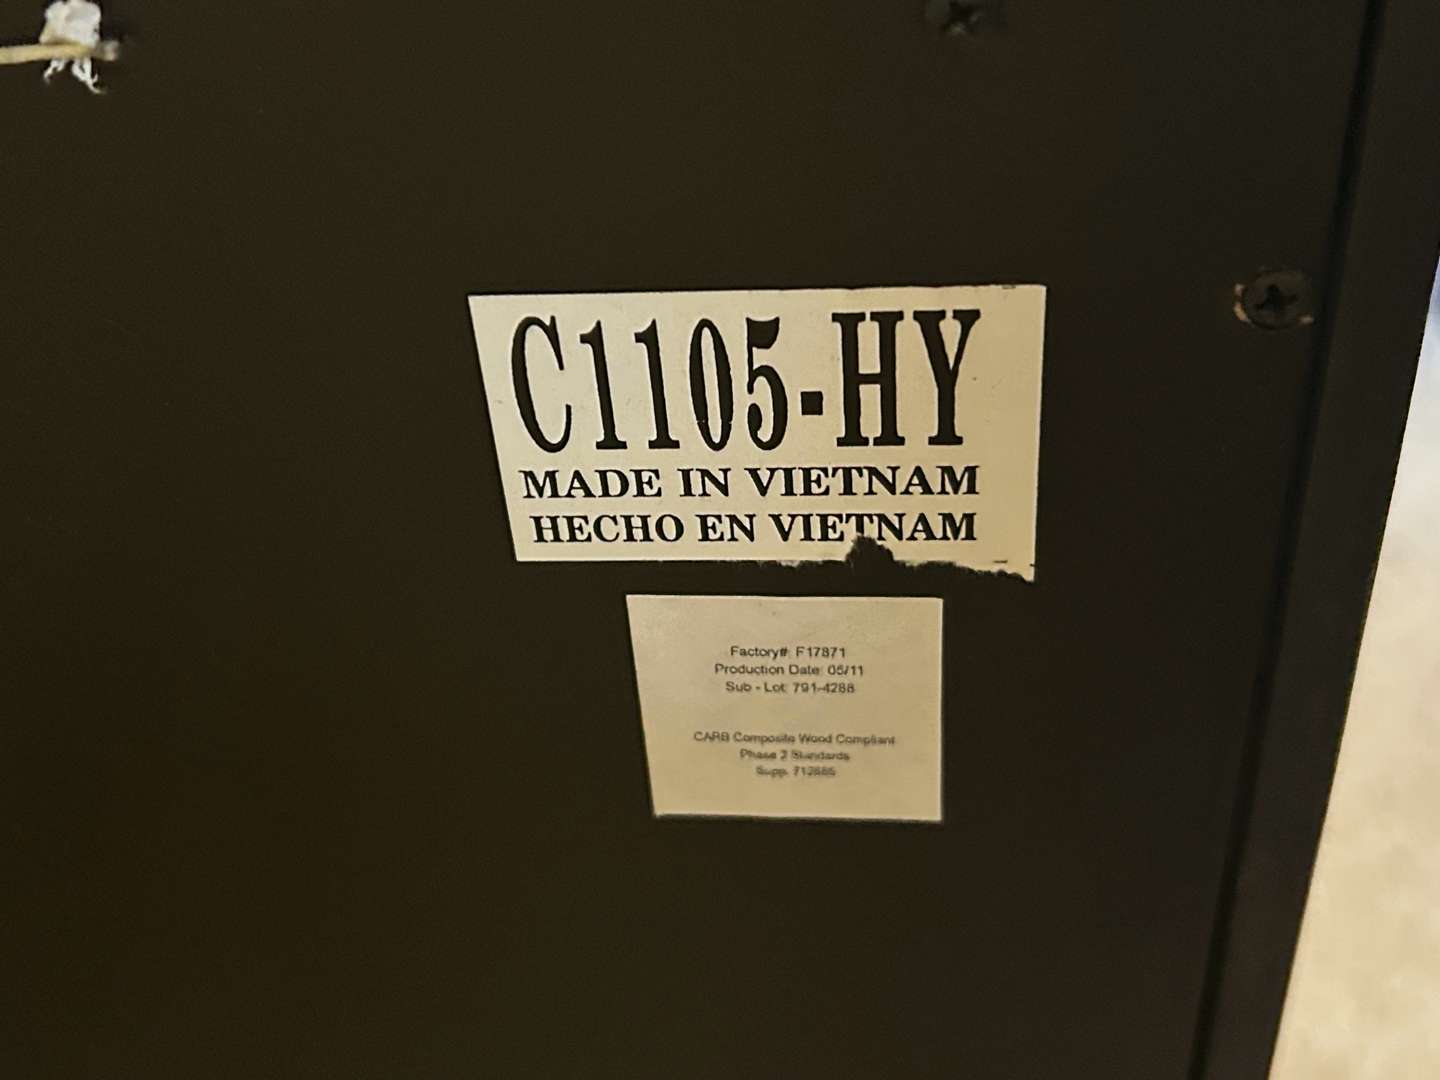 C1105-HY
MADE IN VIETNAM
HECHO EN VIETNAM
Factory#: F17871
Production Date: 05/11
Sub - Lot: 791-4288
CARB Composite Wood Compliant
Phase 2 Standards
Supp.